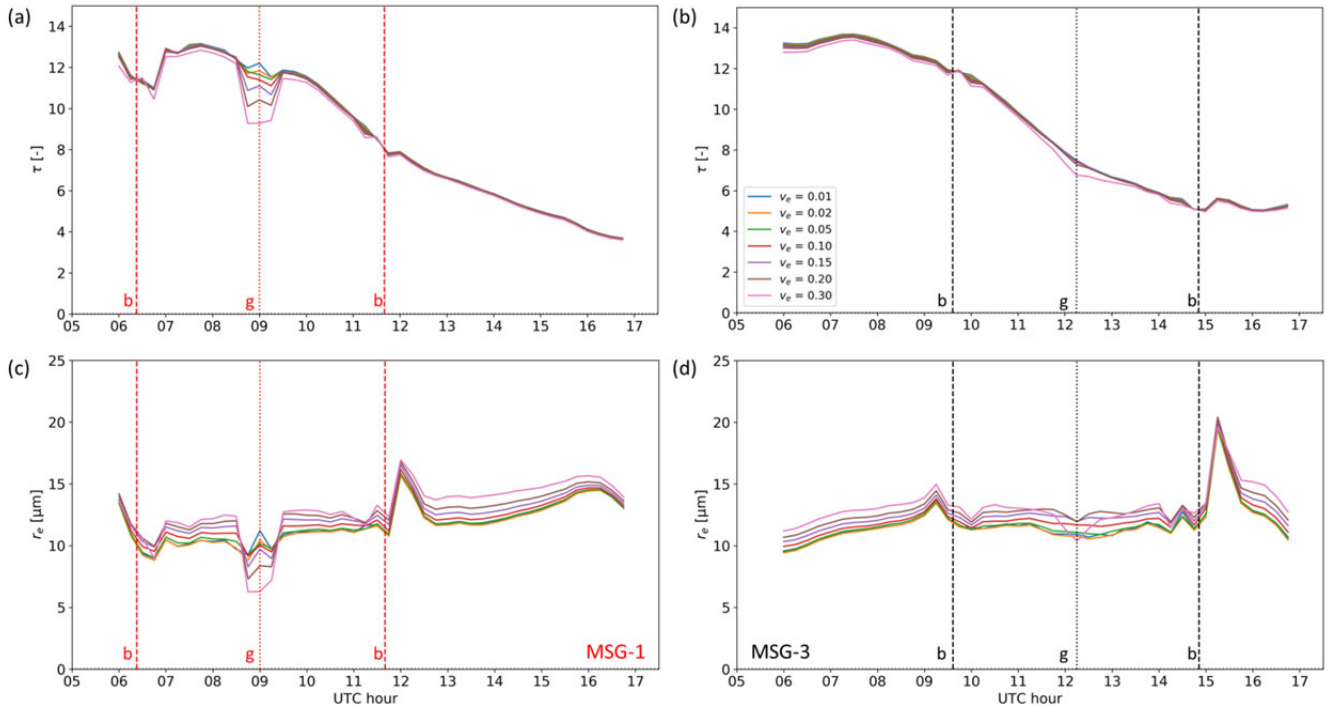 (a)
τ [-]
14
12
10
8
6
4
2
0
b
g
b
05 06 07 08 09 10 11 12 13 14 15 16 17
(b)
τ [-]
14
12
10
8
6
4
2
0
v_e = 0.01
v_e = 0.02
v_e = 0.05
v_e = 0.10
v_e = 0.15
v_e = 0.20
v_e = 0.30
b
g
b
05 06 07 08 09 10 11 12 13 14 15 16 17
(c)
r_e [μm]
25
20
15
10
5
0
b
g
b
MSG-1
05 06 07 08 09 10 11 12 13 14 15 16 17
UTC hour
(d)
r_e [μm]
25
20
15
10
5
0
MSG-3
b
g
b
05 06 07 08 09 10 11 12 13 14 15 16 17
UTC hour